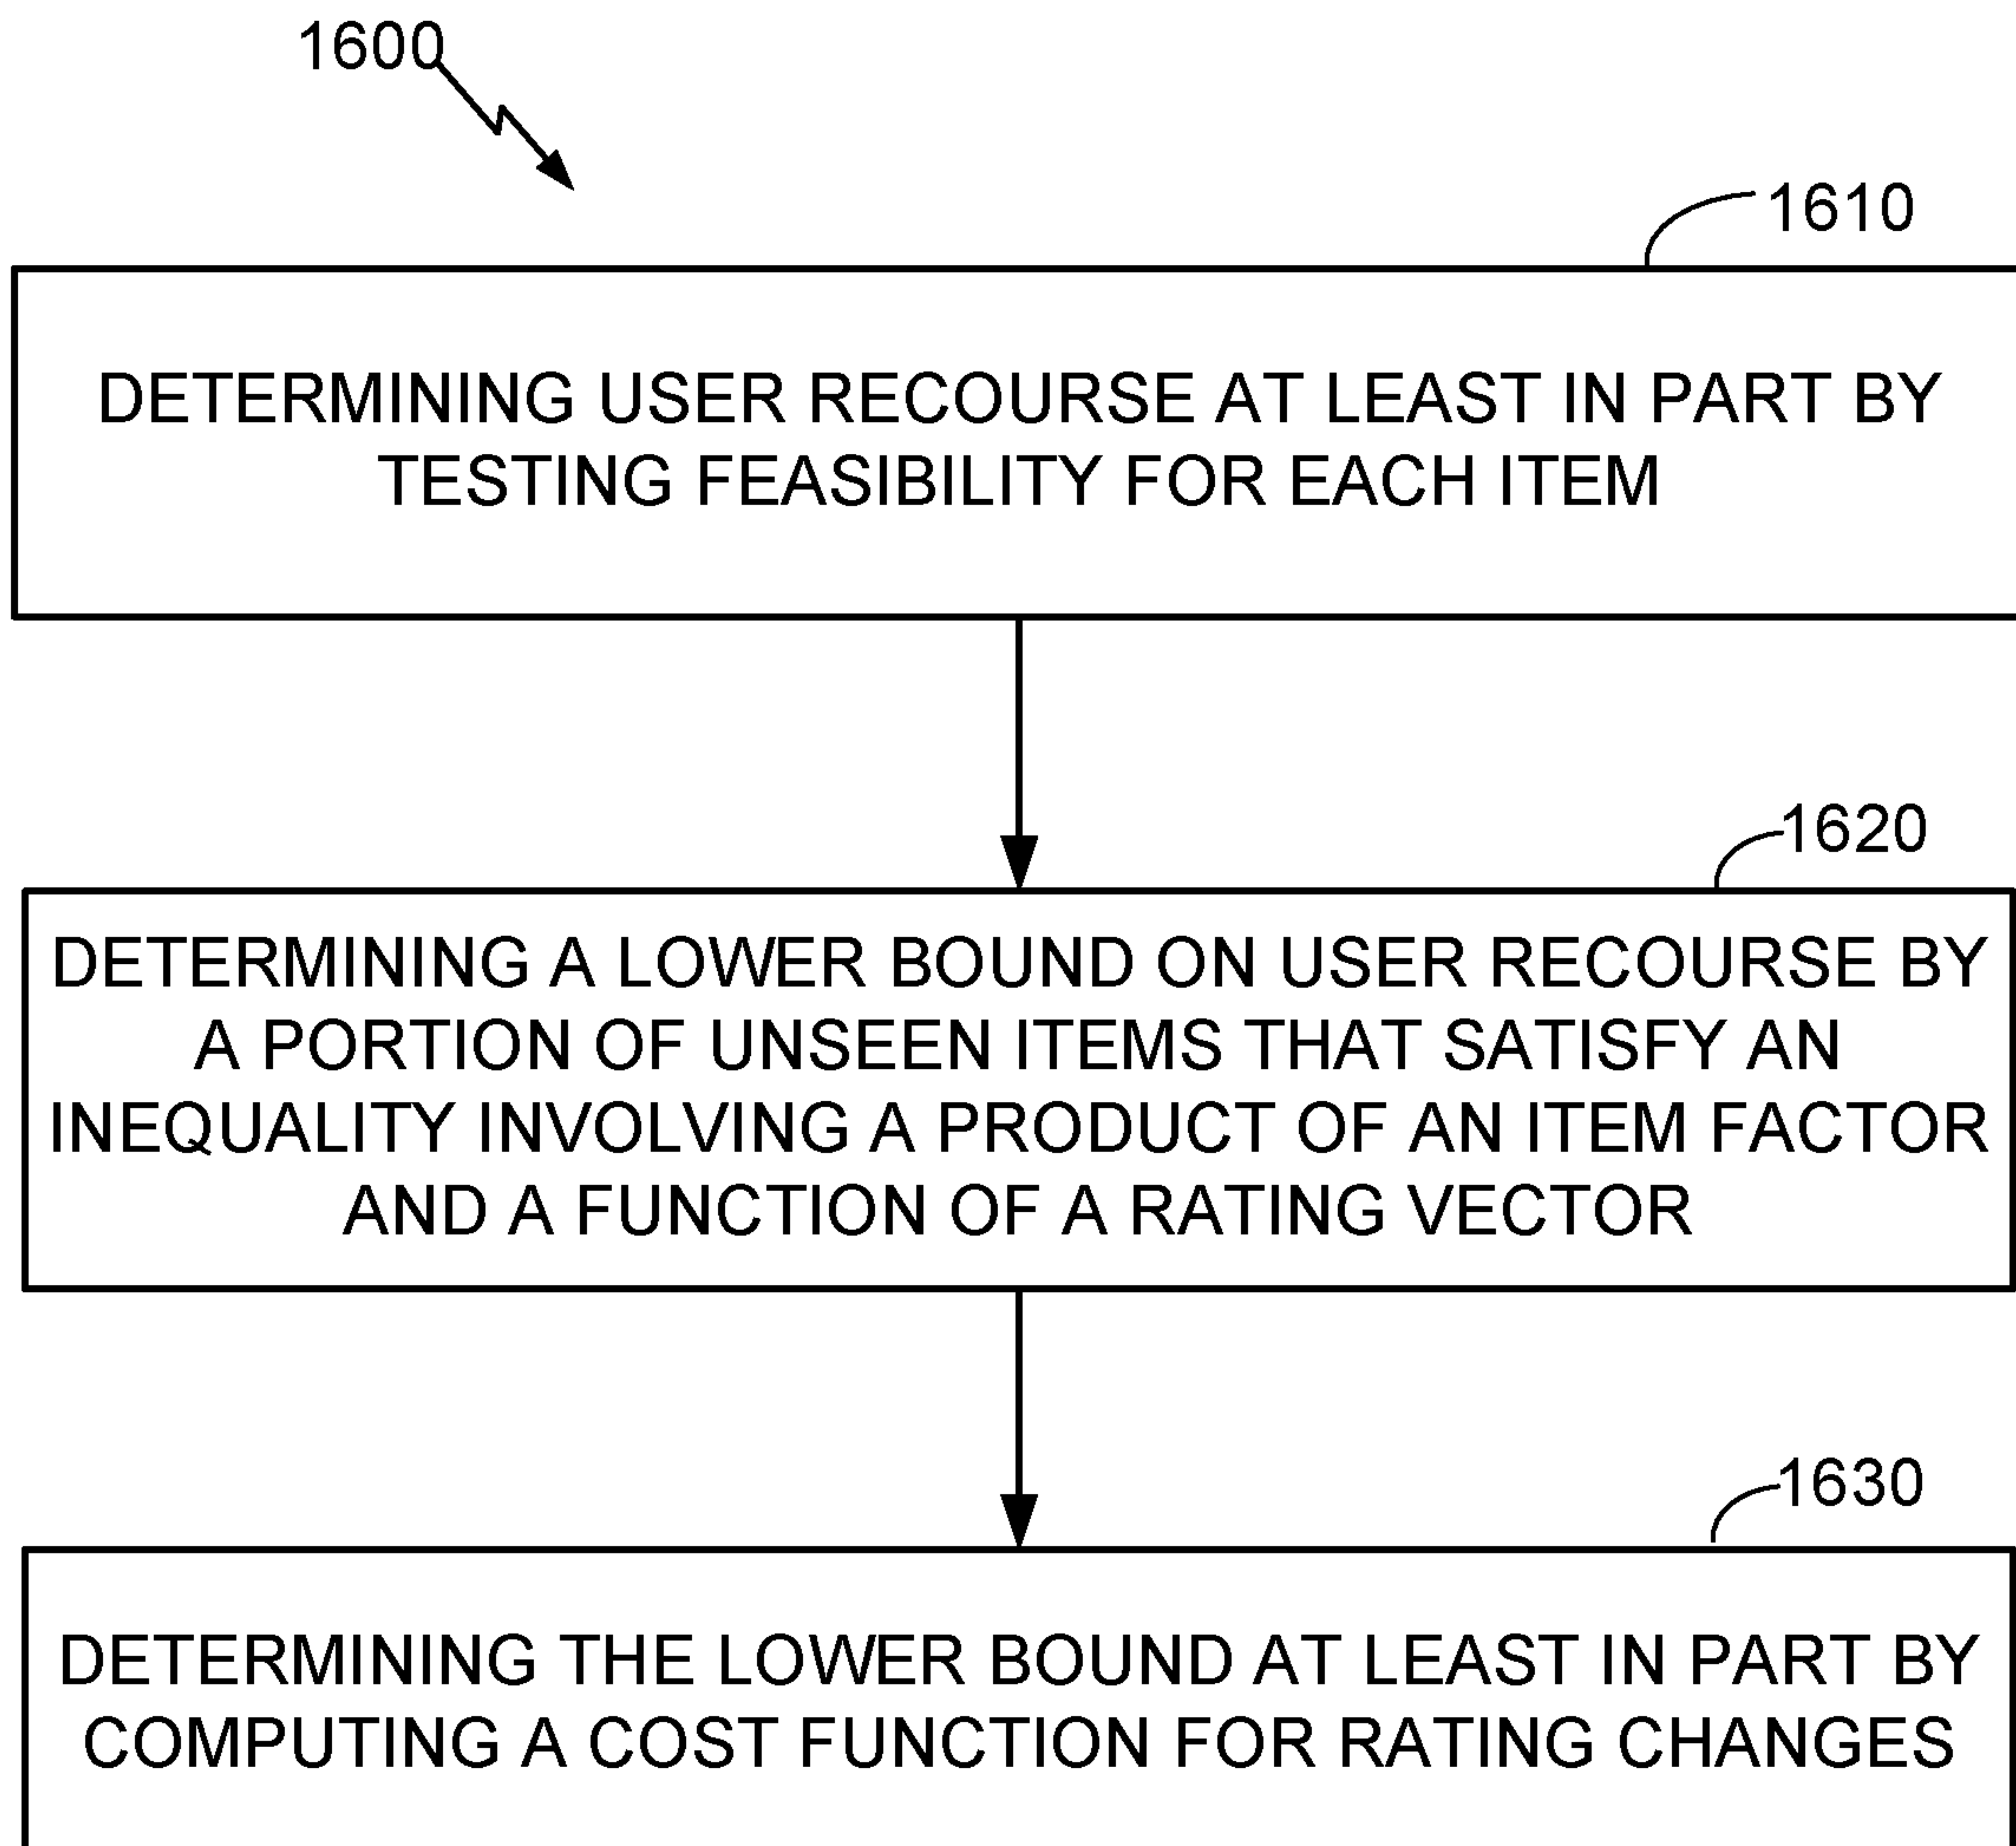 1600
1610
DETERMINING USER RECOURSE AT LEAST IN PART BY
TESTING FEASIBILITY FOR EACH ITEM
1620
DETERMINING A LOWER BOUND ON USER RECOURSE BY
A PORTION OF UNSEEN ITEMS THAT SATISFY AN
INEQUALITY INVOLVING A PRODUCT OF AN ITEM FACTOR
AND A FUNCTION OF A RATING VECTOR
1630
DETERMINING THE LOWER BOUND AT LEAST IN PART BY
COMPUTING A COST FUNCTION FOR RATING CHANGES